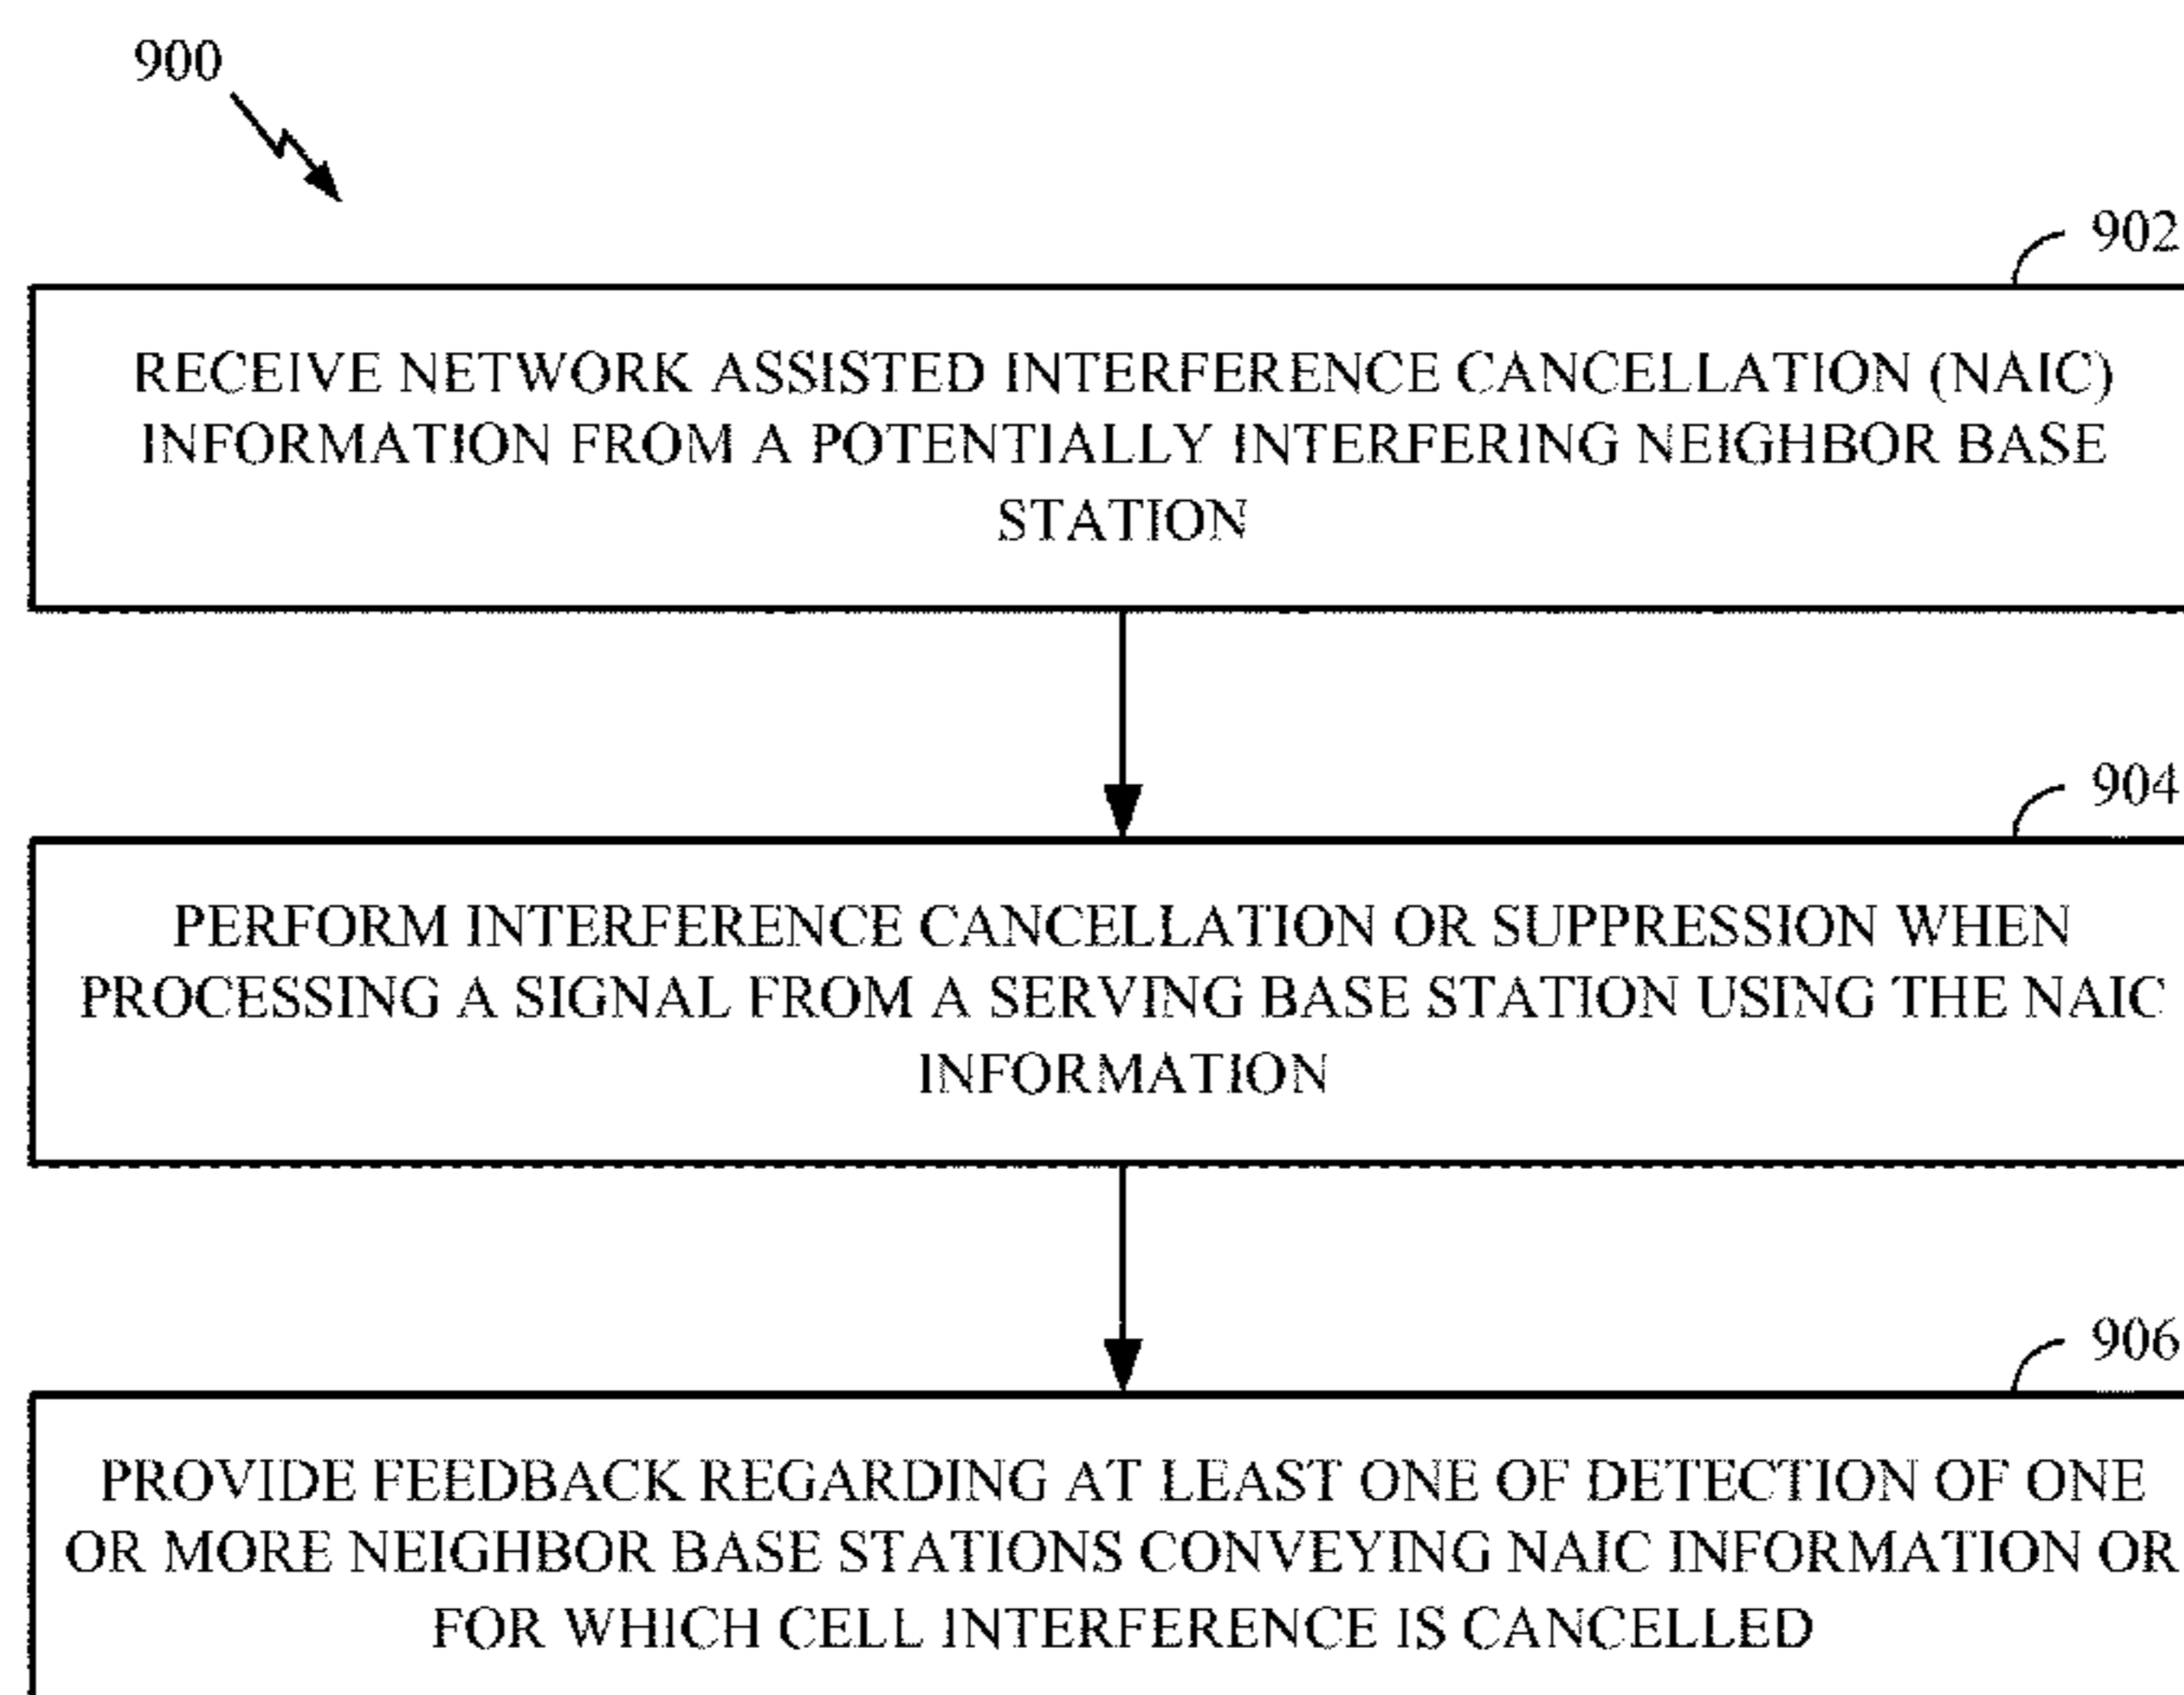 900
902
RECEIVE NETWORK ASSISTED INTERFERENCE CANCELLATION (NAIC)
INFORMATION FROM A POTENTIALLY INTERFERING NEIGHBOR BASE
STATION
904
PERFORM INTERFERENCE CANCELLATION OR SUPPRESSION WHEN
PROCESSING A SIGNAL FROM A SERVING BASE STATION USING THE NAIC
INFORMATION
906
PROVIDE FEEDBACK REGARDING AT LEAST ONE OF DETECTION OF ONE
OR MORE NEIGHBOR BASE STATIONS CONVEYING NAIC INFORMATION OR
FOR WHICH CELL INTERFERENCE IS CANCELLED